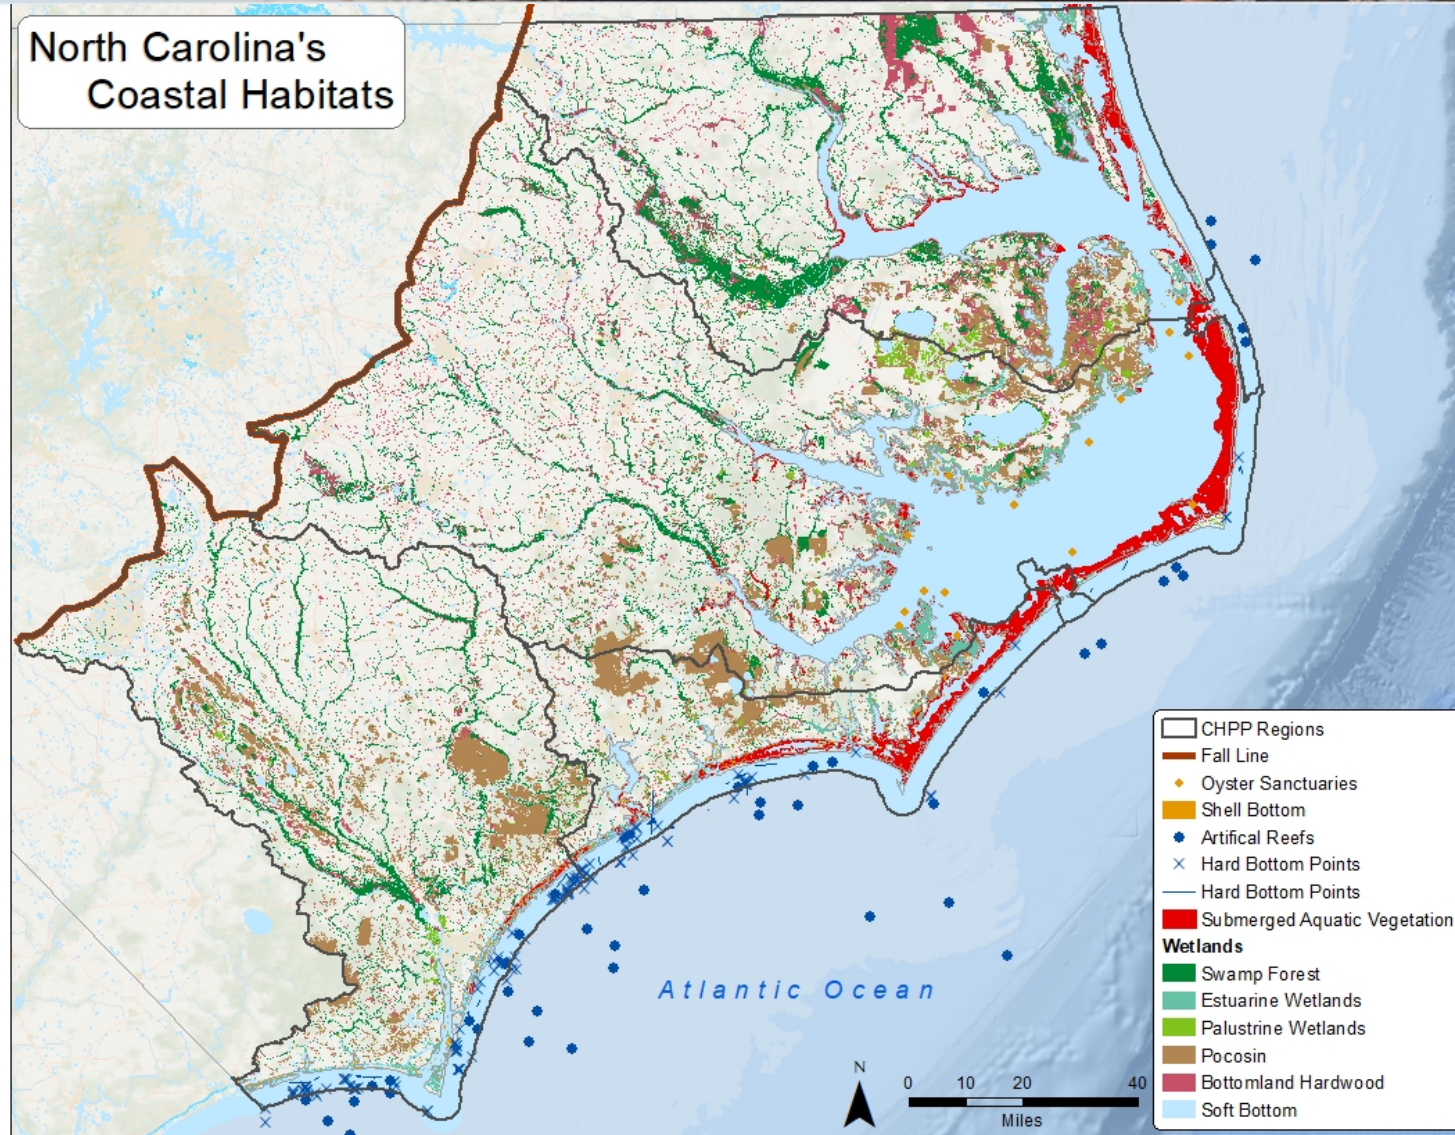 North Carolina's
Coastal Habitats
CHPP Regions
Fall Line
Oyster Sanctuaries
Shell Bottom
Artifical Reefs
Hard Bottom Points
Hard Bottom Points
Submerged Aquatic Vegetation
Wetlands
Swamp Forest
Estuarine Wetlands
Palustrine Wetlands
Pocosin
Bottomland Hardwood
Soft Bottom
Atlantic Ocean
N
0 10 20 40
Miles